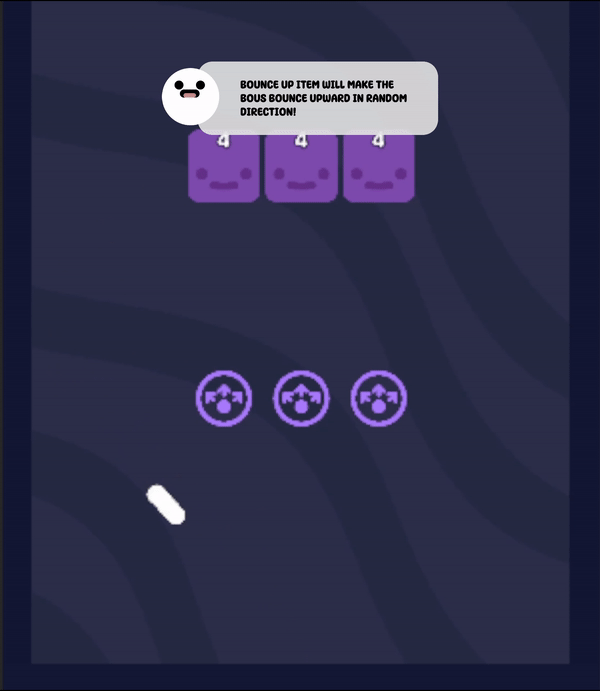 BOUNCE UP ITEM WILL MAKE THE
BOUS BOUNCE UPWARD IN RANDOM
DIRECTION!
4 4 4